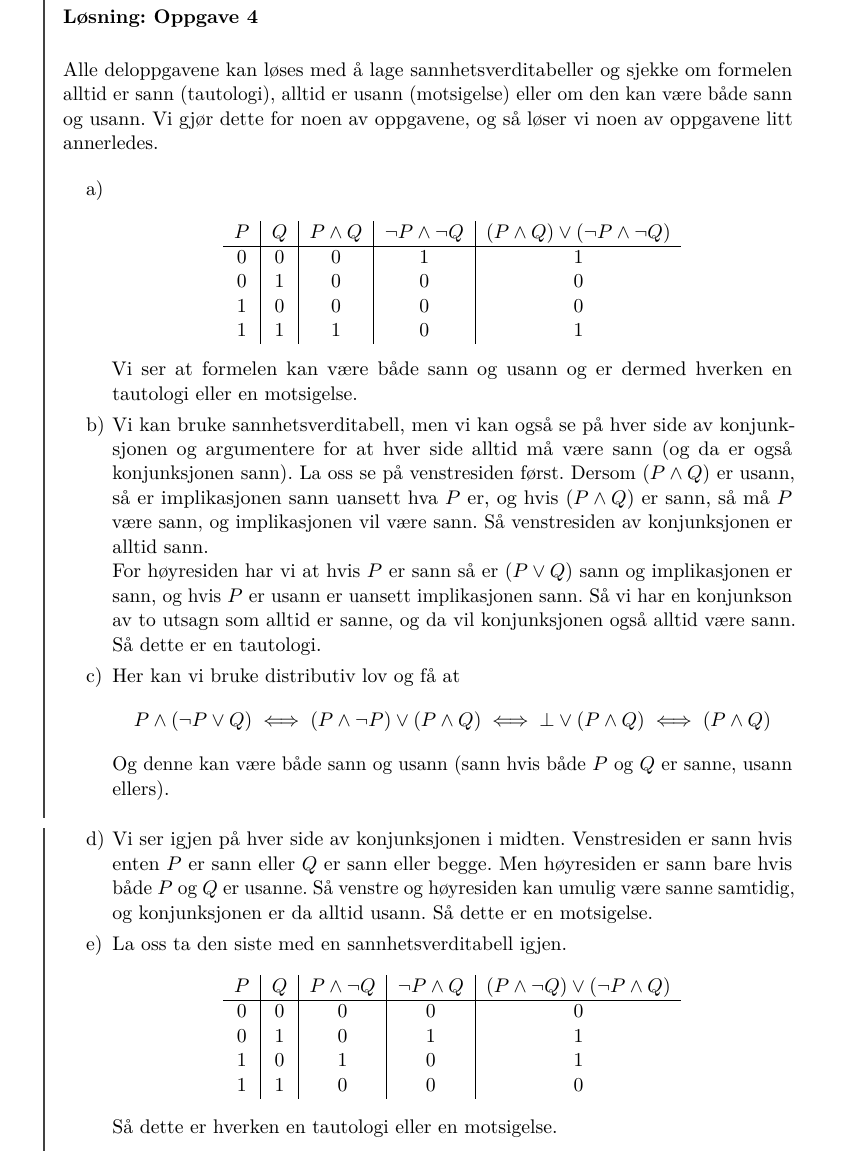 Løsning: Oppgave 4
Alle deloppgavene kan løses med å lage sannhetsverditabeller og sjekke om formelen
alltid er sann (tautologi), alltid er usann (motsigelse) eller om den kan være både sann
og usann. Vi gjør dette for noen av oppgavene, og så løser vi noen av oppgavene litt
annerledes.
a)
P Q P ∧ Q ¬P ∧ ¬Q (P ∧ Q) ∨ (¬P ∧ ¬Q)
0 0 0 1 1
0 1 0 0 0
1 0 0 0 0
1 1 1 0 1
Vi ser at formelen kan være både sann og usann og er dermed hverken en
tautologi eller en motsigelse.
b) Vi kan bruke sannhetsverditabell, men vi kan også se på hver side av konjunk-
sjonen og argumentere for at hver side alltid må være sann (og da er også
konjunksjonen sann). La oss se på venstresiden først. Dersom (P ∧ Q) er usann,
så er implikasjonen sann uansett hva P er, og hvis (P ∧ Q) er sann, så må P
være sann, og implikasjonen vil være sann. Så venstresiden av konjunksjonen er
alltid sann.
For høyresiden har vi at hvis P er sann så er (P ∨ Q) sann og implikasjonen er
sann, og hvis P er usann er uansett implikasjonen sann. Så vi har en konjunkson
av to utsagn som alltid er sanne, og da vil konjunksjonen også alltid være sann.
Så dette er en tautologi.
c) Her kan vi bruke distributiv lov og få at
P ∧ (¬P ∨ Q) ⟺ (P ∧ ¬P) ∨ (P ∧ Q) ⟺ ⊥ ∨ (P ∧ Q) ⟺ (P ∧ Q)
Og denne kan være både sann og usann (sann hvis både P og Q er sanne, usann
ellers).
d) Vi ser igjen på hver side av konjunksjonen i midten. Venstresiden er sann hvis
enten P er sann eller Q er sann eller begge. Men høyresiden er sann bare hvis
både P og Q er usanne. Så venstre og høyresiden kan umulig være sanne samtidig,
og konjunksjonen er da alltid usann. Så dette er en motsigelse.
e) La oss ta den siste med en sannhetsverditabell igjen.
P Q P ∧ ¬Q ¬P ∧ Q (P ∧ ¬Q) ∨ (¬P ∧ Q)
0 0 0 0 0
0 1 0 1 1
1 0 1 0 1
1 1 0 0 0
Så dette er hverken en tautologi eller en motsigelse.